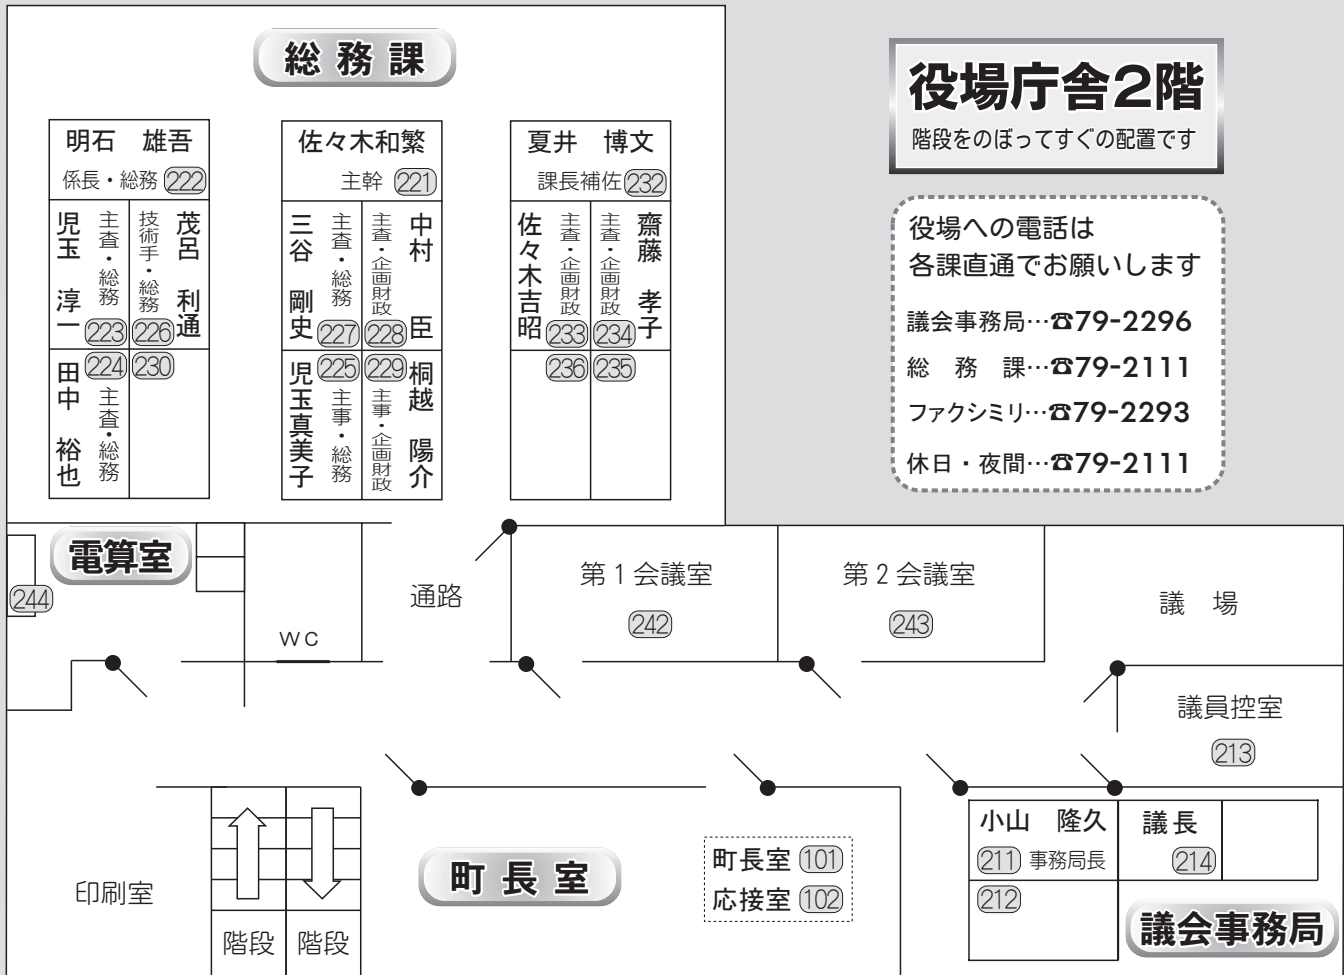 総務課
役場庁舎2階
階段をのぼってすぐの配置です
明石 雄吾
係長・総務 222
児玉 淳一
主査・総務
223
技術手・総務
226
茂呂 利通
田中 裕也
224
主査・総務
230
佐々木和繁
主幹 221
三谷 剛史
主査・総務
227
主査・企画財政
228
中村 臣
児玉真美子
225
主事・総務
229
主事・企画財政
桐越 陽介
夏井 博文
課長補佐 232
佐々木吉昭
主査・企画財政
233
主査・企画財政
234
齋藤 孝子
236
235
役場への電話は
各課直通でお願いします
議会事務局…☎79-2296
総務課…☎79-2111
ファクシミリ…☎79-2293
休日・夜間…☎79-2111
電算室
244
WC
通路
第1会議室
242
第2会議室
243
議場
議員控室
213
印刷室
階段
階段
町長室
町長室 101
応接室 102
小山 隆久
211 事務局長
212
議長
214
議会事務局